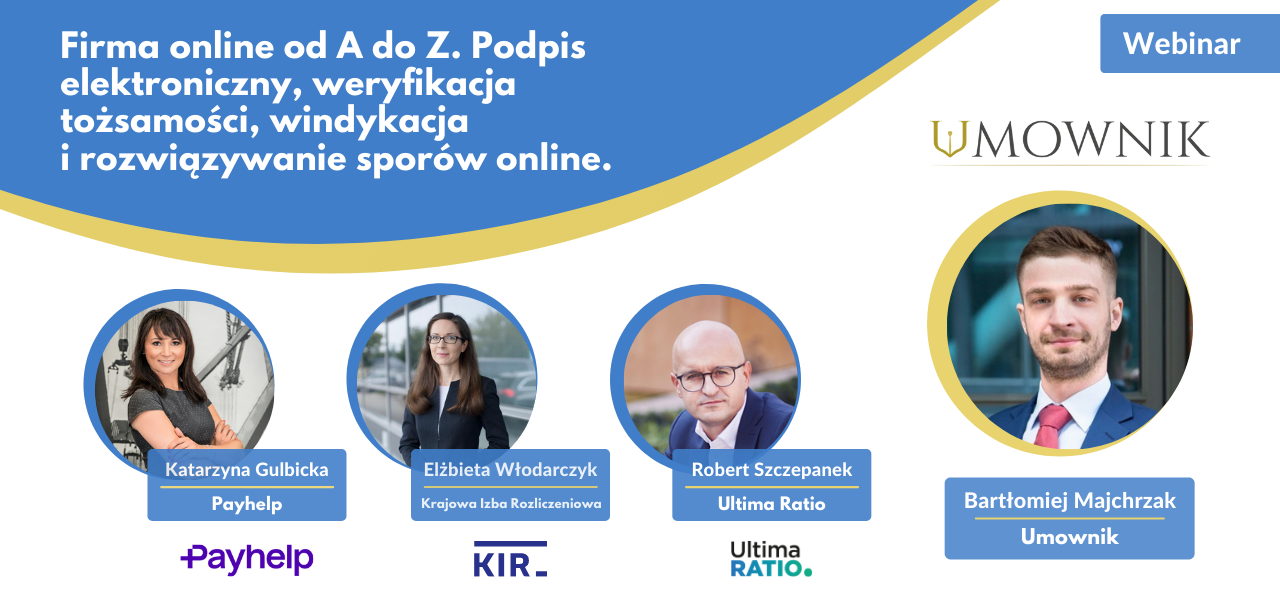 Firma online od A do Z. Podpis
elektroniczny, weryfikacja
tożsamości, windykacja
i rozwiązywanie sporów online.
Webinar
UMOWNIK
Katarzyna Gulbicka
Payhelp
Payhelp
Elżbieta Włodarczyk
Krajowa Izba Rozliczeniowa
KIR_
Robert Szczepanek
Ultima Ratio
Ultima
RATIO.
Bartłomiej Majchrzak
Umownik